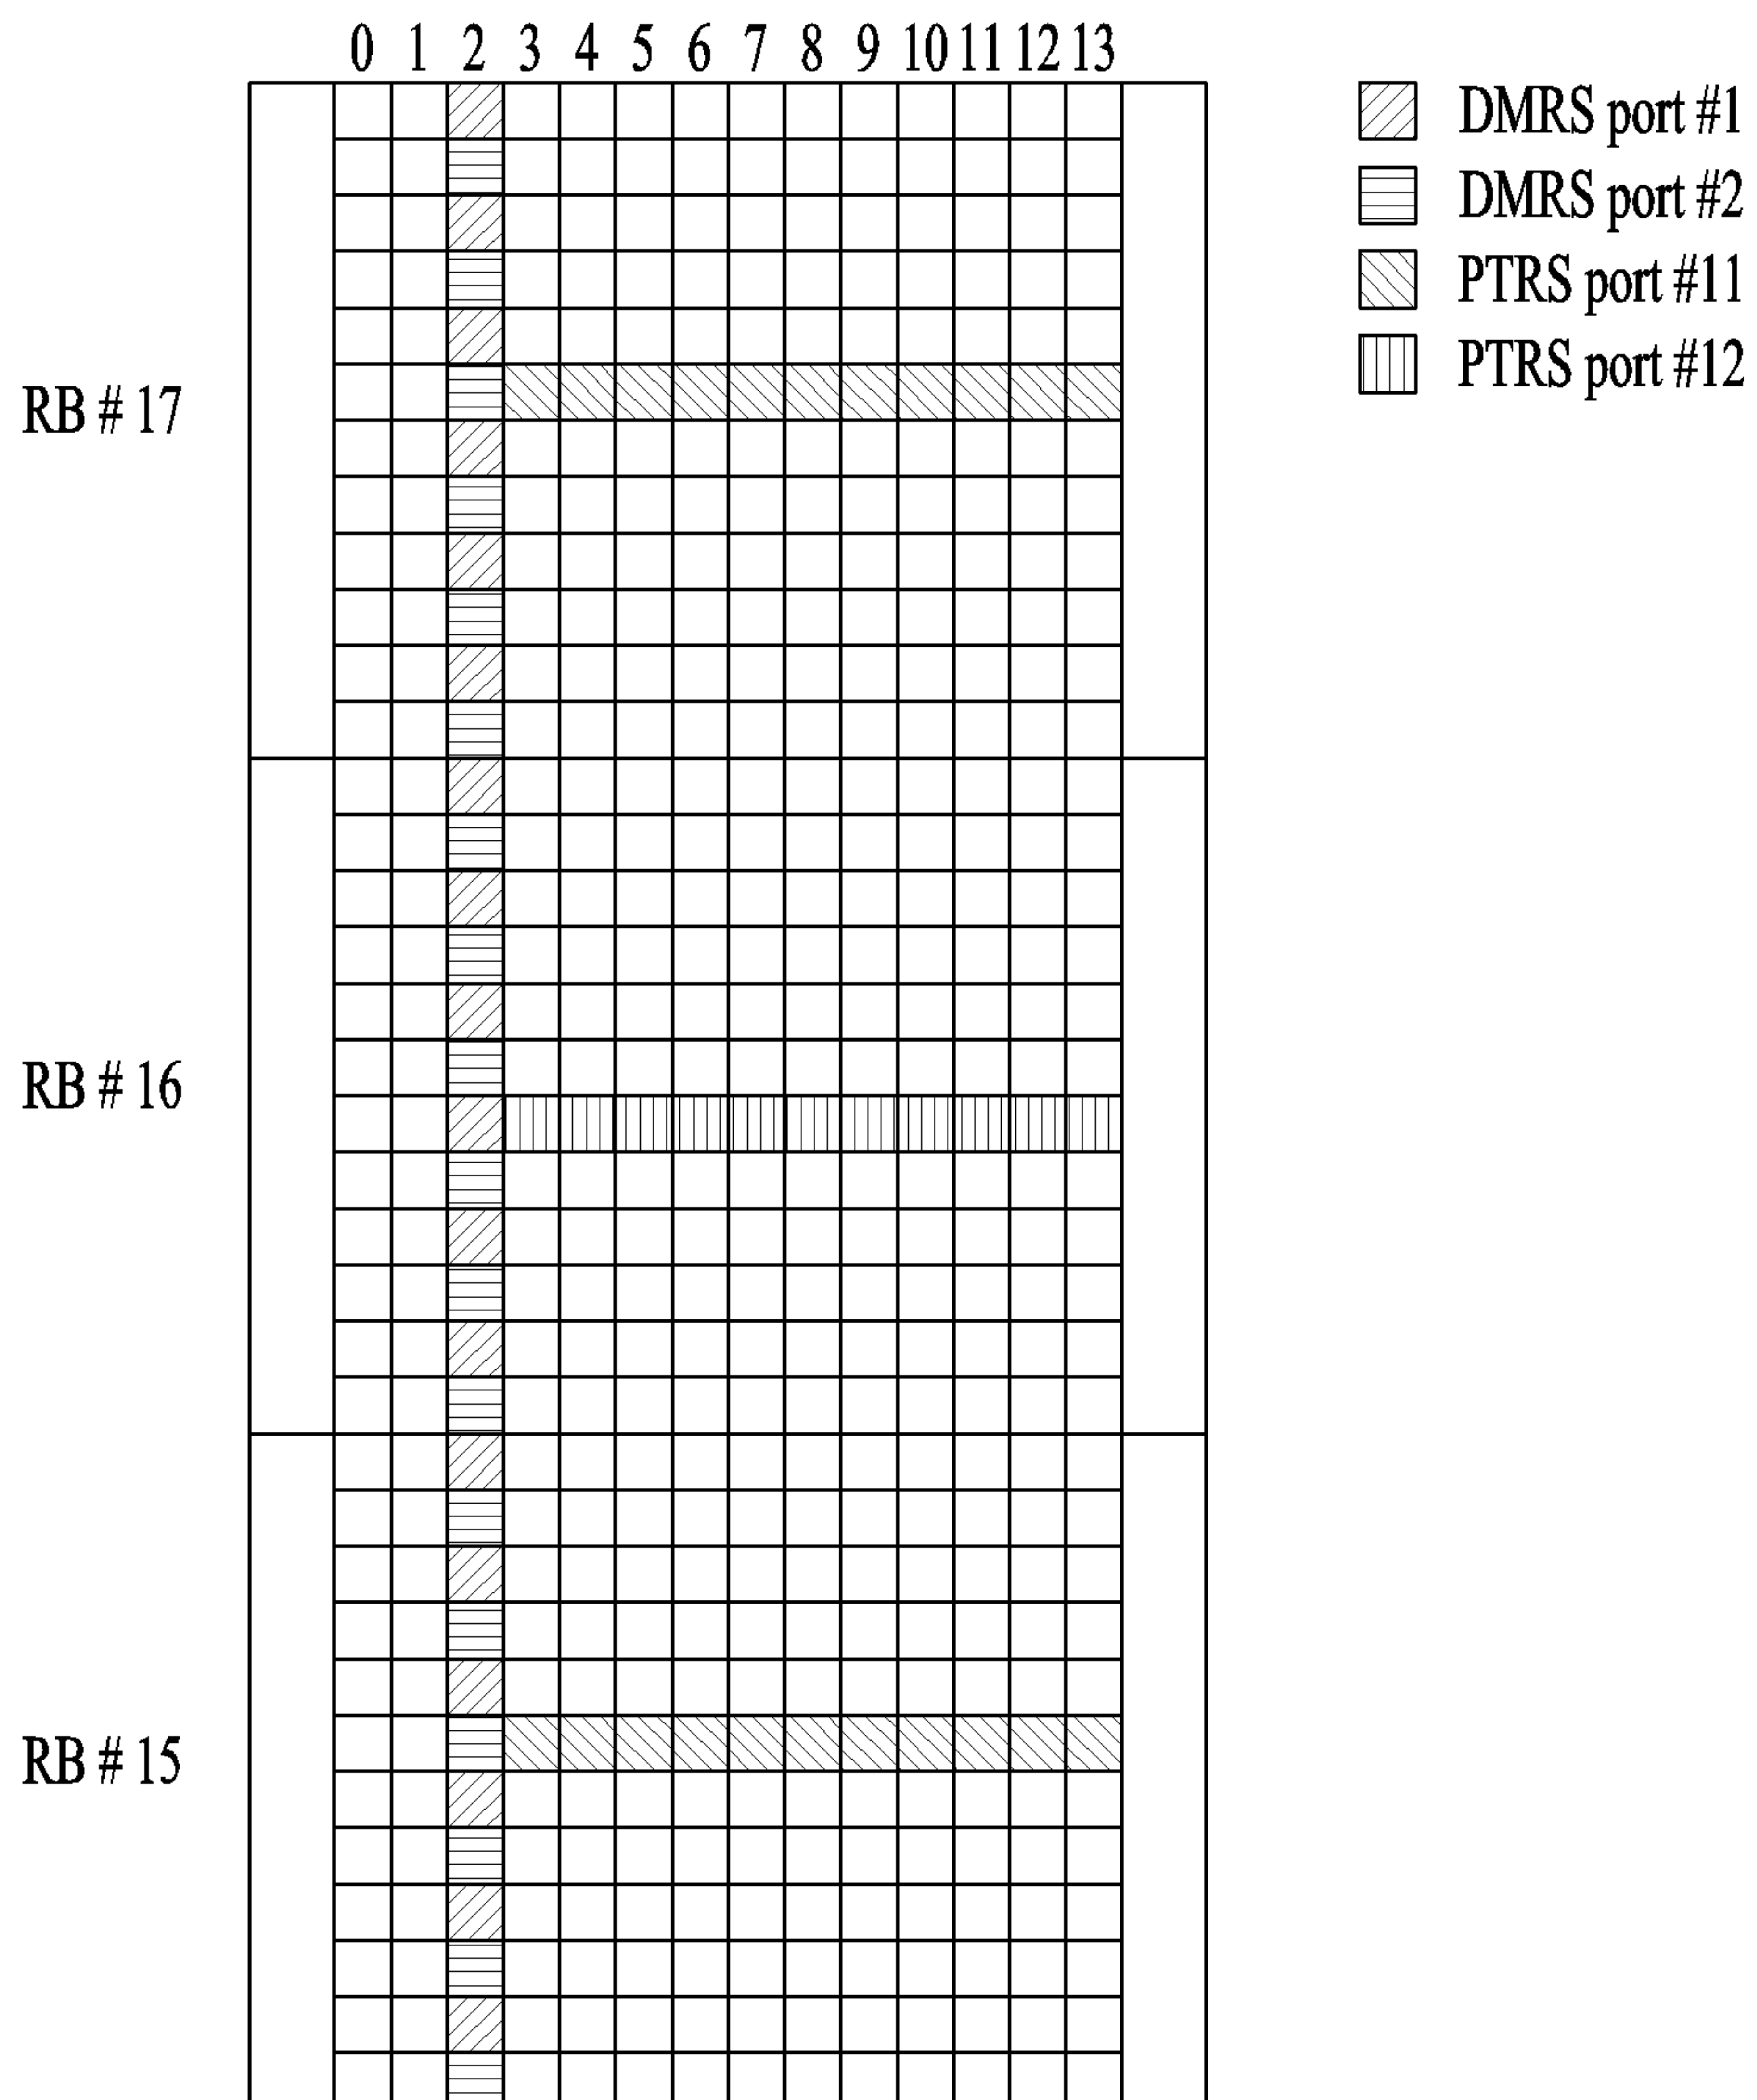 0 1 2 3 4 5 6 7 8 9 10 11 12 13
DMRS port #1
DMRS port #2
PTRS port #11
PTRS port #12
RB # 17
RB # 16
RB # 15